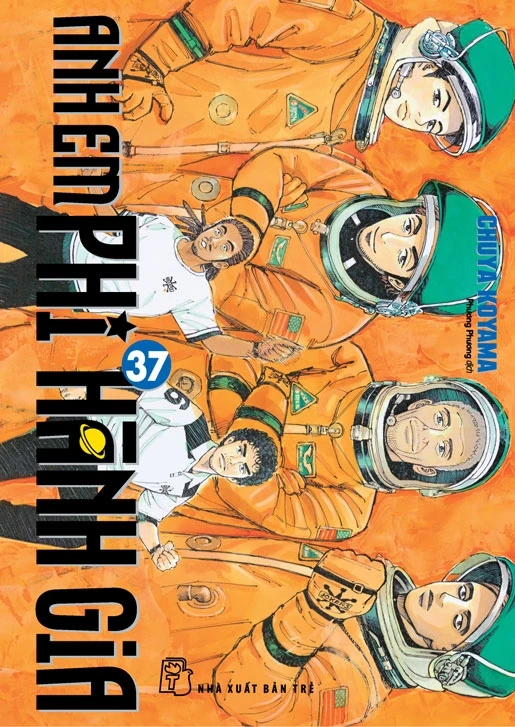 ANH EM
PHI HÀNH GIA
37
CHUYA KOYAMA
Phương Phương dịch
NHÀ XUẤT BẢN TRẺ